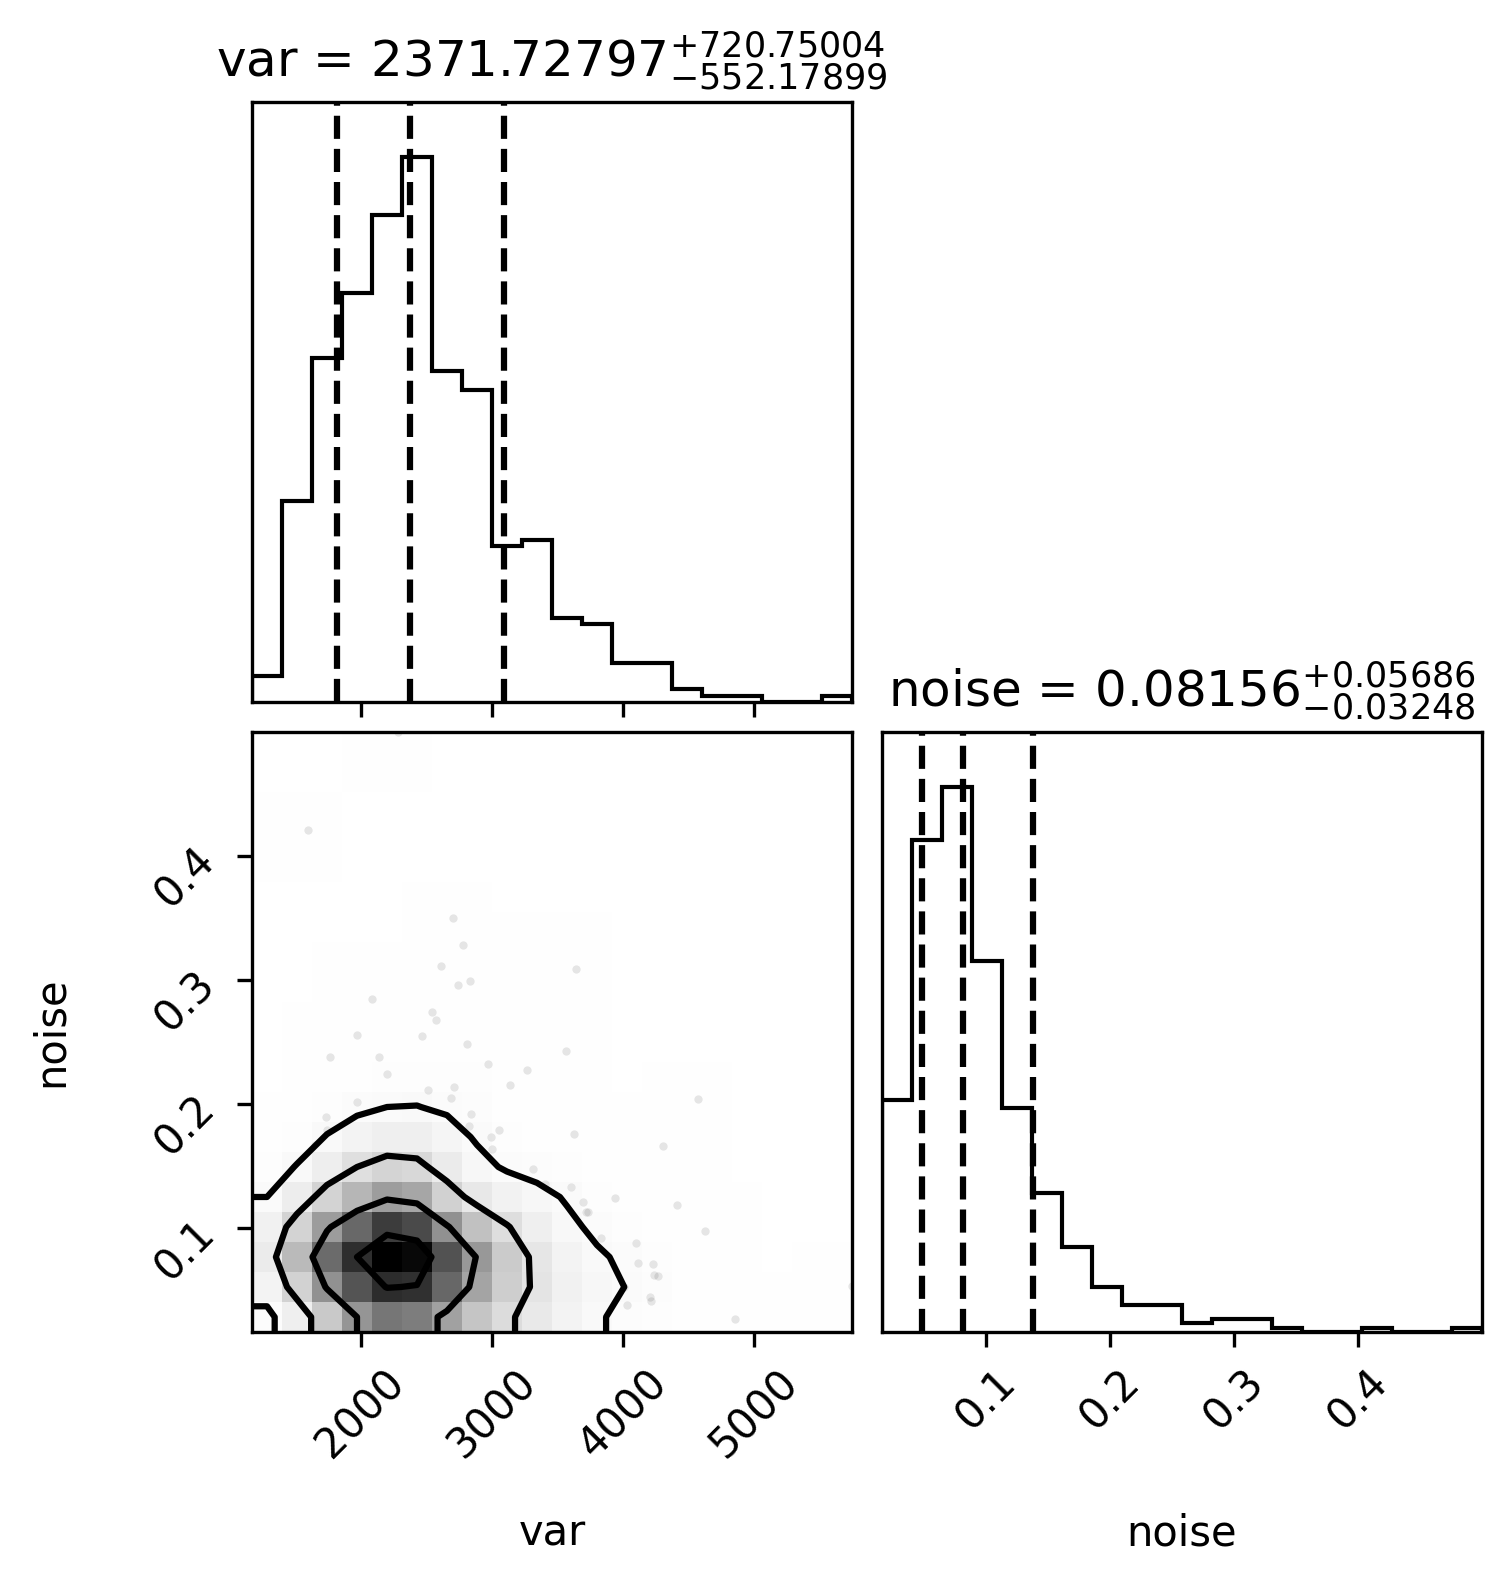 var = 2371.72797+720.75004−552.17899
noise = 0.08156+0.05686−0.03248
noise
0.4
0.3
0.2
0.1
2000 3000 4000 5000
0.1 0.2 0.3 0.4
var
noise